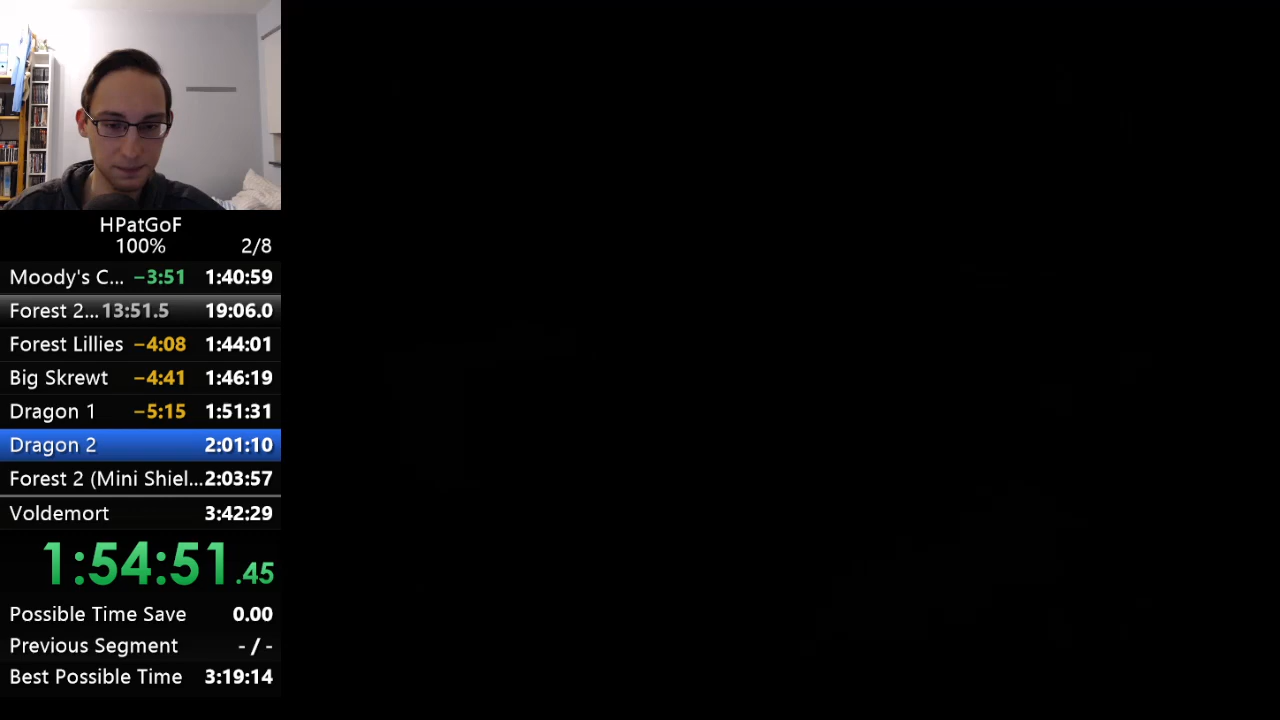 HPatGoF
100% 2/8
Moody's C... −3:51 1:40:59
Forest 2... 13:51.5 19:06.0
Forest Lillies −4:08 1:44:01
Big Skrewt −4:41 1:46:19
Dragon 1 −5:15 1:51:31
Dragon 2 2:01:10
Forest 2 (Mini Shiel... 2:03:57
Voldemort 3:42:29
1:54:51.45
Possible Time Save 0.00
Previous Segment - / -
Best Possible Time 3:19:14